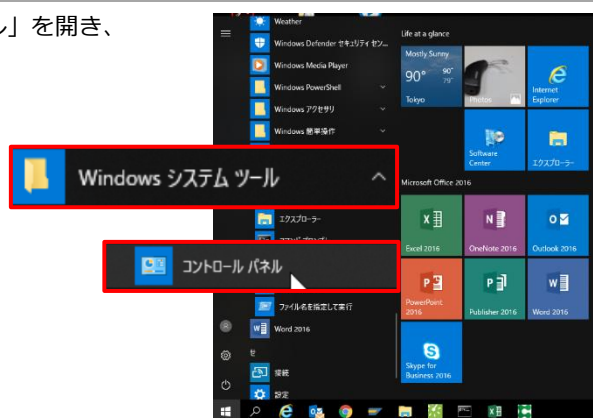 ル」を開き、
Weather
Life at a glance
Windows Defender セキュリティ セン...
Mostly Sunny
Windows Media Player
90° 90° 79°
Windows PowerShell
Tokyo
Photos
Internet Explorer
Windows アクセサリ
Windows 簡単操作
Software Center
エクスプローラー
Windows システム ツール
Microsoft Office 2016
エクスプローラー
Excel 2016
OneNote 2016
Outlook 2016
コントロール パネル
ファイル名を指定して実行
PowerPoint 2016
Publisher 2016
Word 2016
Word 2016
セ
接続
Skype for Business 2016
設定